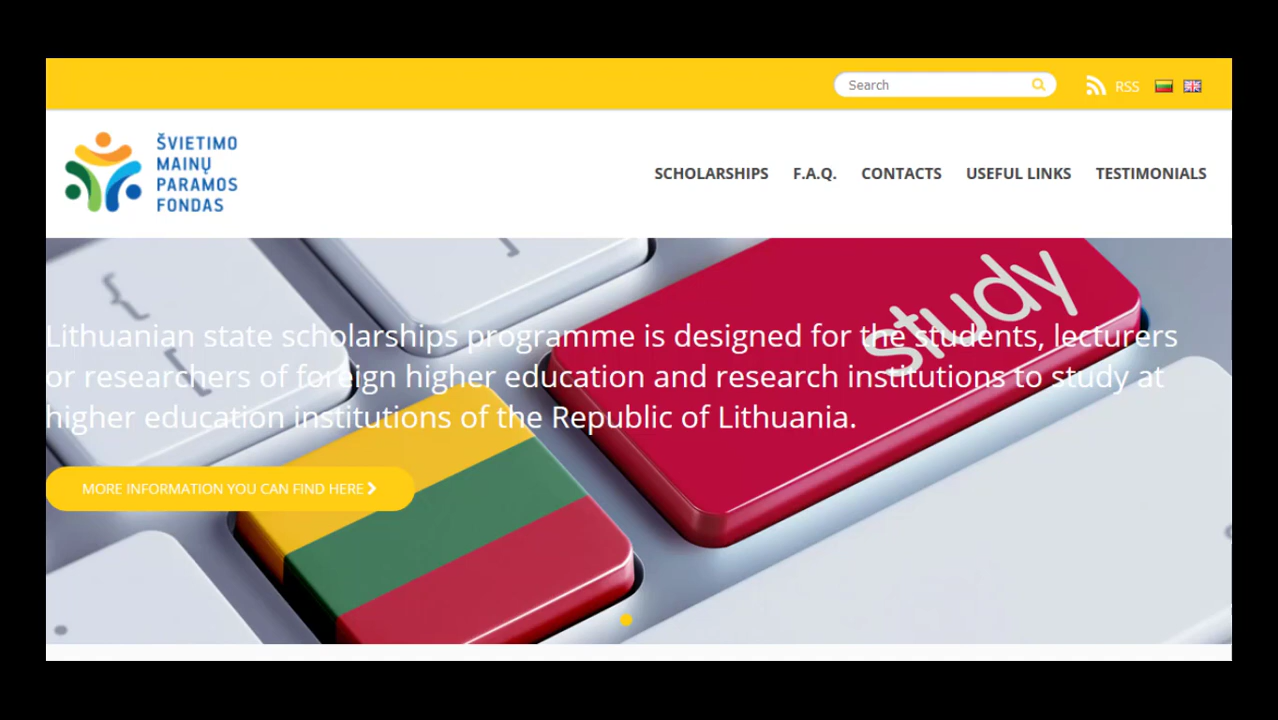 Search
RSS
ŠVIETIMO
MAINŲ
PARAMOS
FONDAS
SCHOLARSHIPS F.A.Q. CONTACTS USEFUL LINKS TESTIMONIALS
study
Lithuanian state scholarships programme is designed for the students, lecturers
or researchers of foreign higher education and research institutions to study at
higher education institutions of the Republic of Lithuania.
MORE INFORMATION YOU CAN FIND HERE